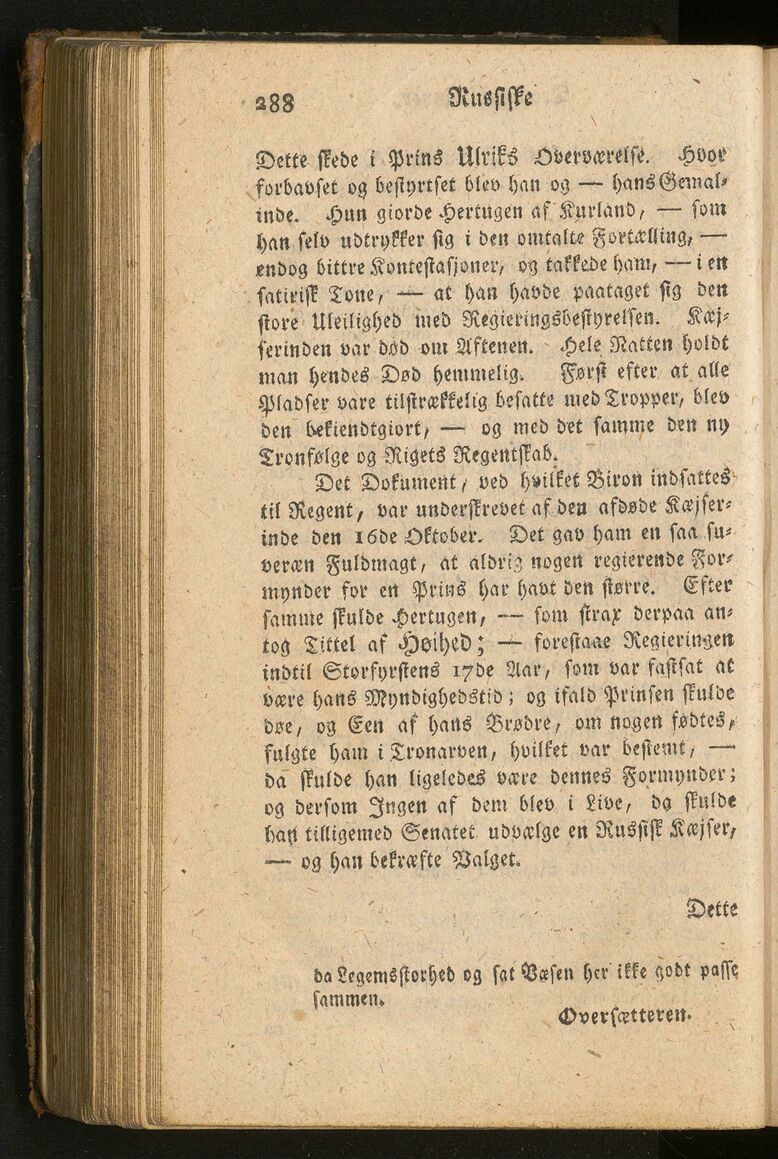 288
Russiske
Dette skede i Prins Ulriks Overværelse. Hvor
forbavset og bestyrtset blev han og — hans Gemal-
inde. Hun giorde Hertugen af Kurland, — som
han selv udtrykker sig i den omtalte Fortælling, —
endog bittre Kontestasjoner, og takkede ham, — i en
satirisk Tone, — at han havde paataget sig den
store Uleilighed med Regieringsbestyrelsen. Kæj-
serinden var død om Aftenen. Hele Natten holdt
man hendes Død hemmelig. Først efter at alle
Pladser vare tilstrækkelig besatte med Tropper, blev
den bekiendtgiort, — og med det samme den ny
Tronfølge og Rigets Regentskab.
Det Dokument, ved hvilket Biron indsattes
til Regent, var underskrevet af den afdøde Kæjser-
inde den 16de Oktober. Det gav ham en saa su-
veræn Fuldmagt, at aldrig nogen regierende For-
mynder for en Prins har havt den større. Efter
samme skulde Hertugen, — som strax derpaa an-
tog Tittel af Høihed; — forestaae Regieringen
indtil Storfyrstens 17de Aar, som var fastsat at
være hans Myndighedstid; og ifald Prinsen skulde
døe, og Een af hans Brødre, om nogen fødtes,
fulgte ham i Tronarven, hvilket var bestemt, —
da skulde han ligeledes være dennes Formynder;
og dersom Ingen af dem blev i Live, da skulde
han tilligemed Senatet udvælge en Russisk Kæjser,
— og han bekræfte Valget.
Dette
da Legemsstorhed og sat Væsen her ikke godt passe
sammen.
Oversætteren.